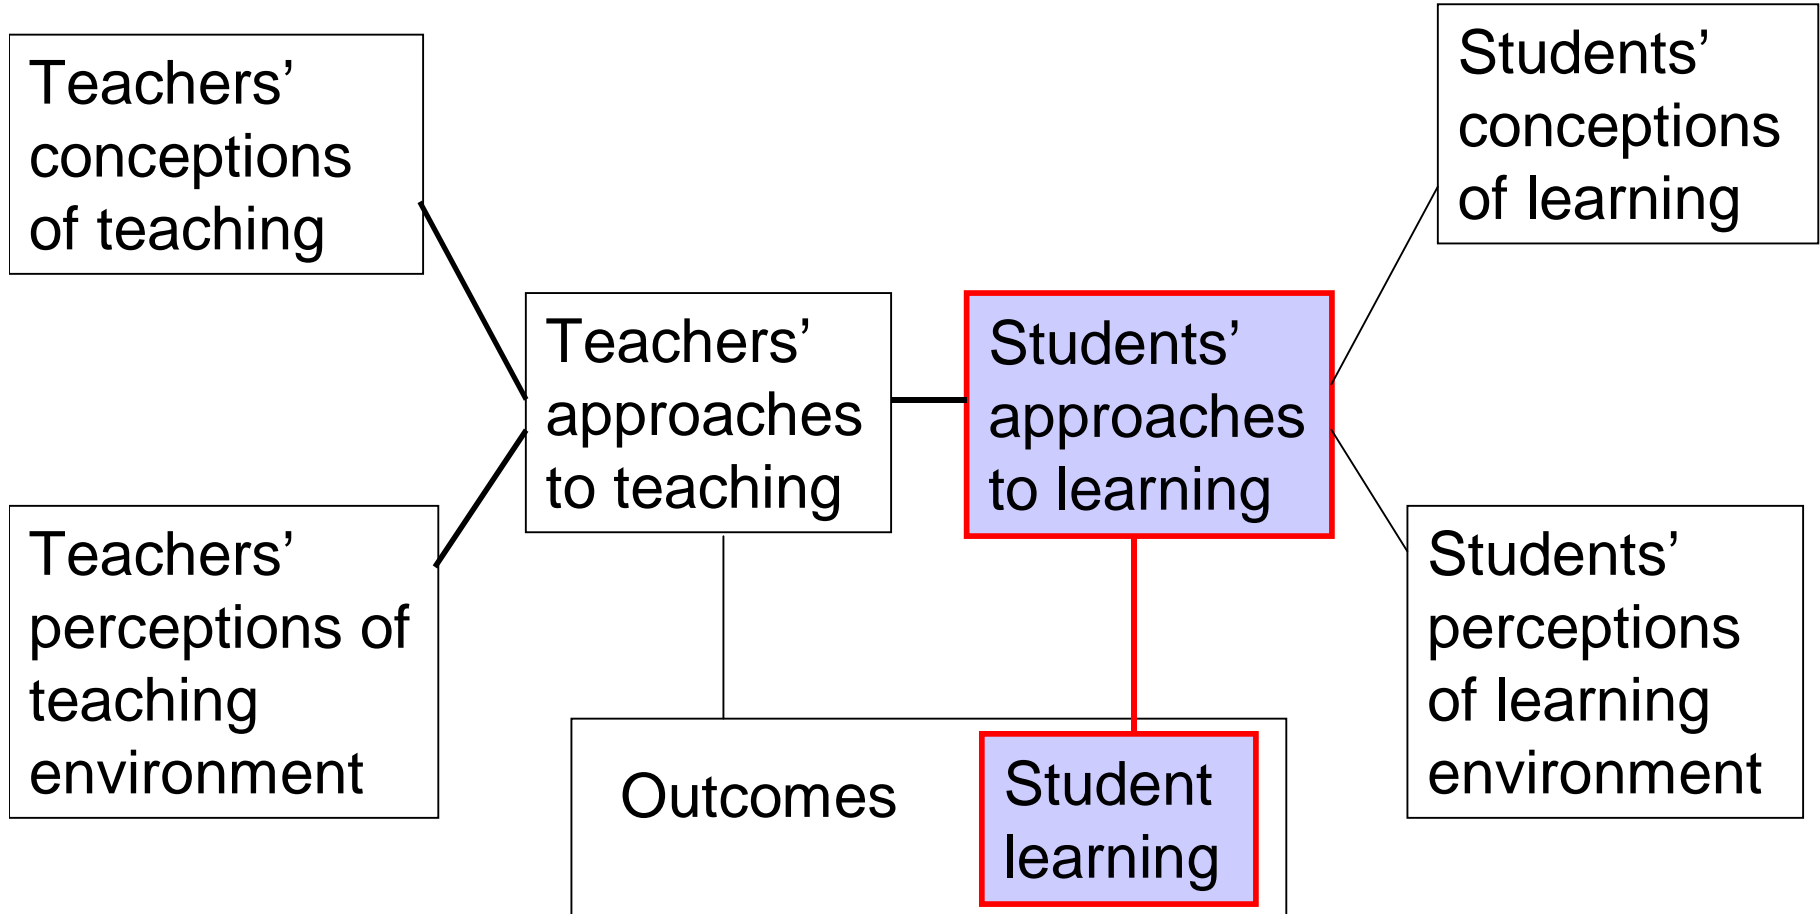 Teachers’
conceptions
of teaching
Students’
conceptions
of learning
Teachers’
approaches
to teaching
Students’
approaches
to learning
Teachers’
perceptions of
teaching
environment
Students’
perceptions
of learning
environment
Outcomes
Student
learning